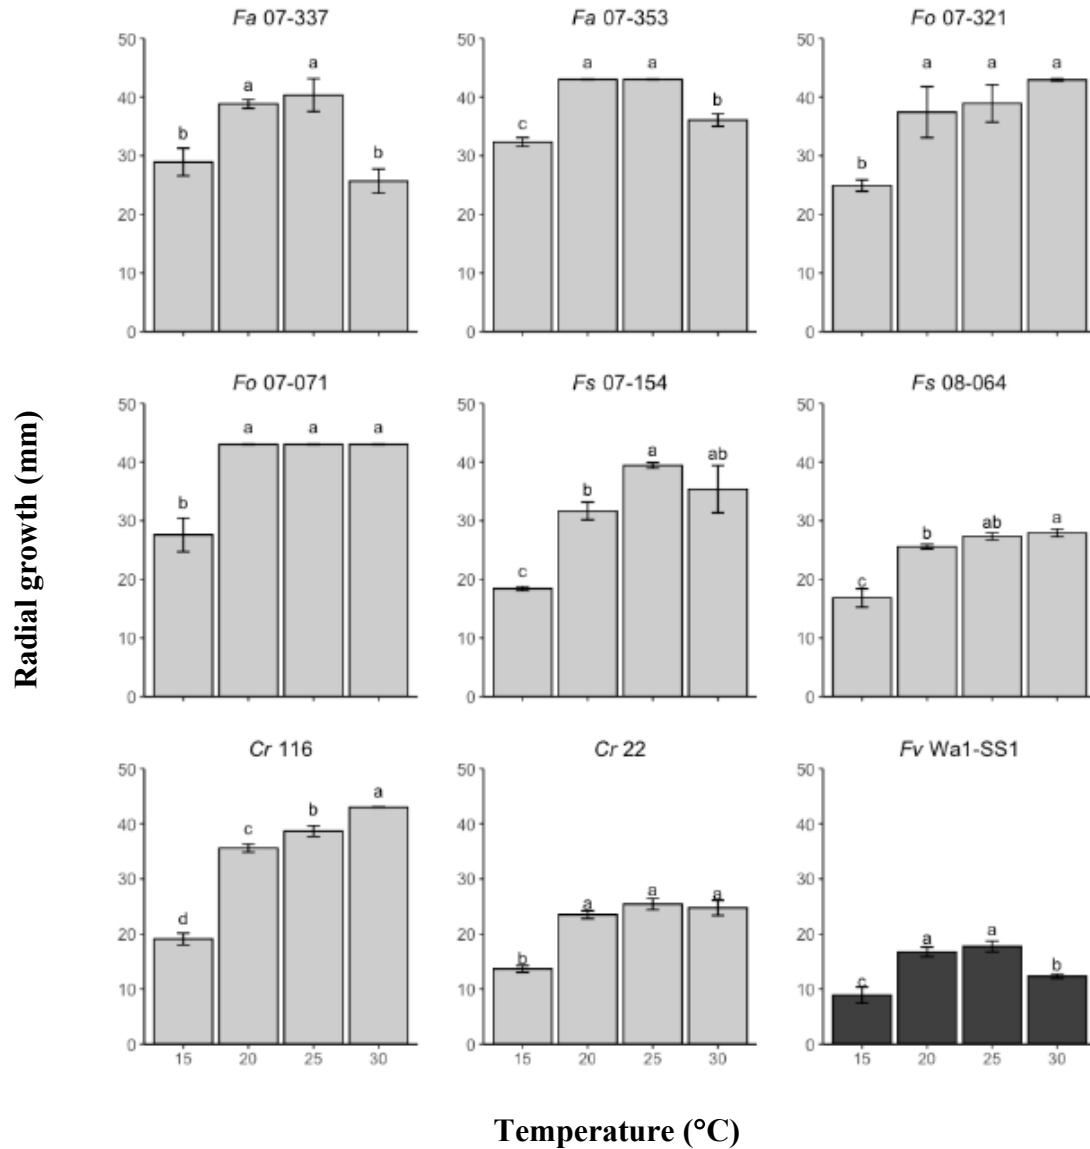 Fa 07-337
Fa 07-353
Fo 07-321
50
40
30
20
10
0
b
a
a
b
50
40
30
20
10
0
c
a
a
b
50
40
30
20
10
0
b
a
a
a
Fo 07-071
Fs 07-154
Fs 08-064
50
40
30
20
10
0
b
a
a
a
50
40
30
20
10
0
c
b
a
ab
50
40
30
20
10
0
c
b
ab
a
Radial growth (mm)
Cr 116
Cr 22
Fv Wa1-SS1
50
40
30
20
10
0
d
c
b
a
15 20 25 30
50
40
30
20
10
0
b
a
a
a
15 20 25 30
50
40
30
20
10
0
c
a
a
b
15 20 25 30
Temperature (°C)